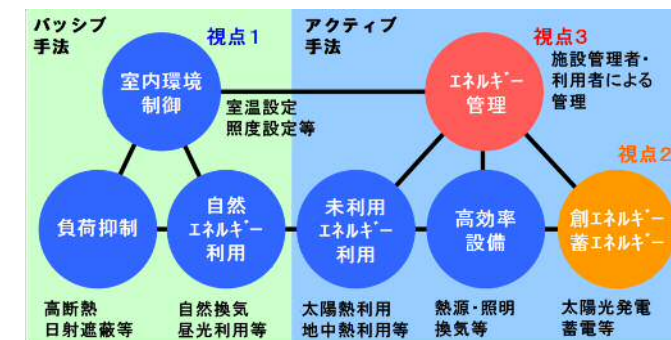 パッシブ
手法
視点1
アクティブ
手法
視点3
施設管理者・
利用者による
管理
室内環境
制御
エネルギー
管理
室温設定
照度設定等
視点2
負荷抑制
自然
エネルギー
利用
未利用
エネルギー
利用
高効率
設備
創エネルギー
蓄エネルギー
高断熱
日射遮蔽等
自然換気
昼光利用等
太陽熱利用
地中熱利用等
熱源・照明
換気等
太陽光発電
蓄電等